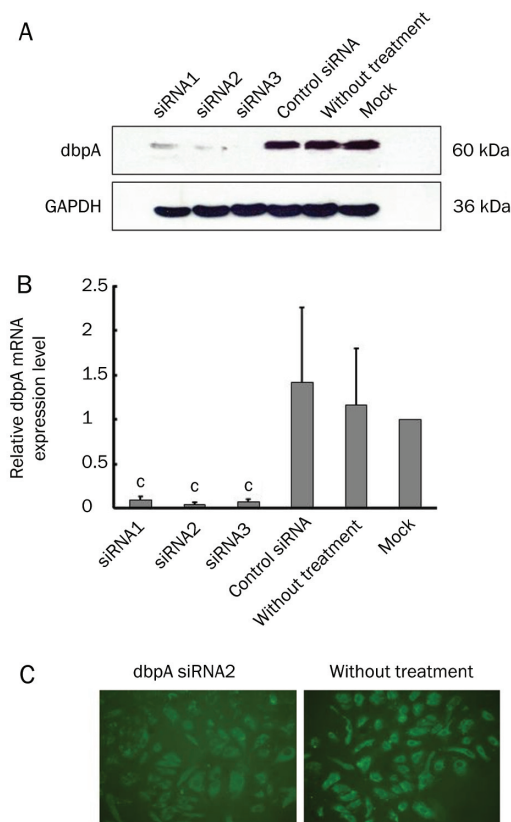 A
siRNA1 siRNA2 siRNA3 Control siRNA Without treatment Mock
dbpA 60 kDa
GAPDH 36 kDa
B
Relative dbpA mRNA
expression level
2.5
2
1.5
1
0.5
0
c c c
siRNA1 siRNA2 siRNA3 Control siRNA Without treatment Mock
C
dbpA siRNA2 Without treatment